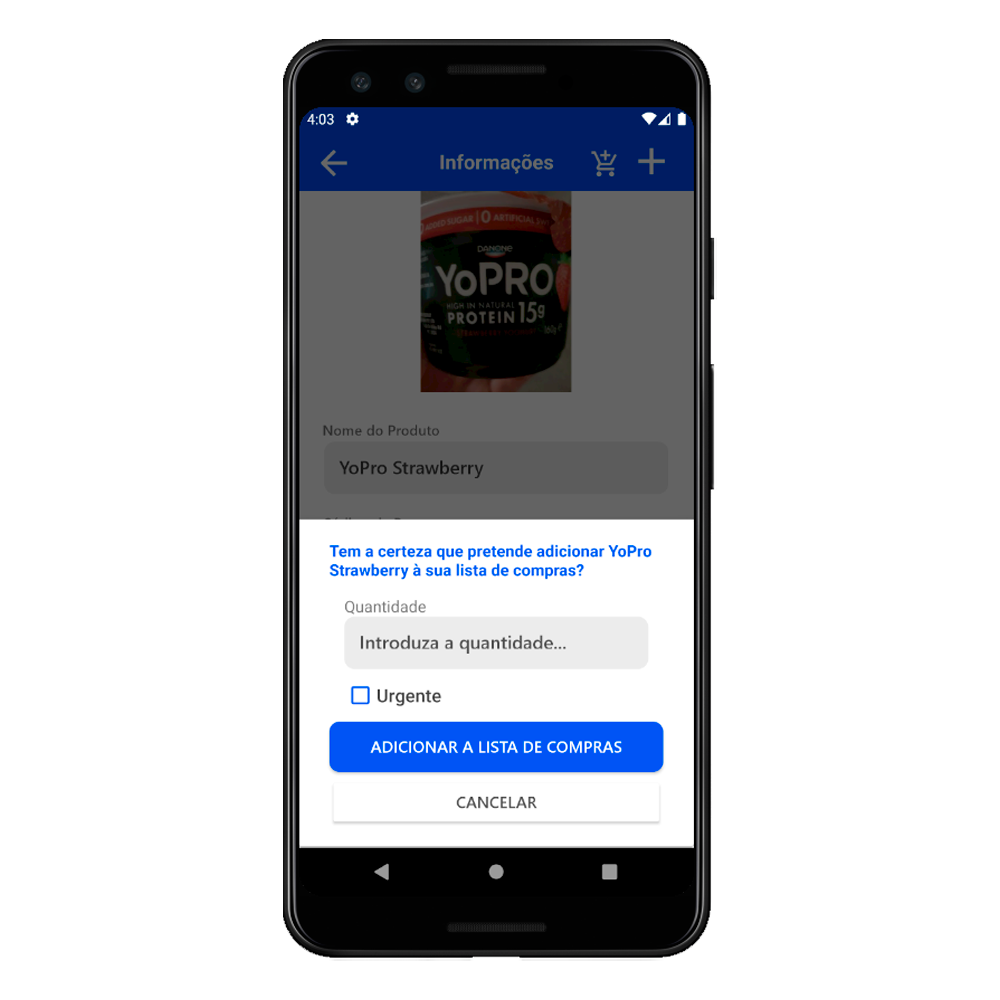 4:03
Informações
0 ADDED SUGAR | 0 ARTIFICIAL
DANONE
YoPRO
HIGH IN NATURAL
PROTEIN 15g
160g
Nome do Produto
YoPro Strawberry
Tem a certeza que pretende adicionar YoPro
Strawberry à sua lista de compras?
Quantidade
Introduza a quantidade...
Urgente
ADICIONAR A LISTA DE COMPRAS
CANCELAR